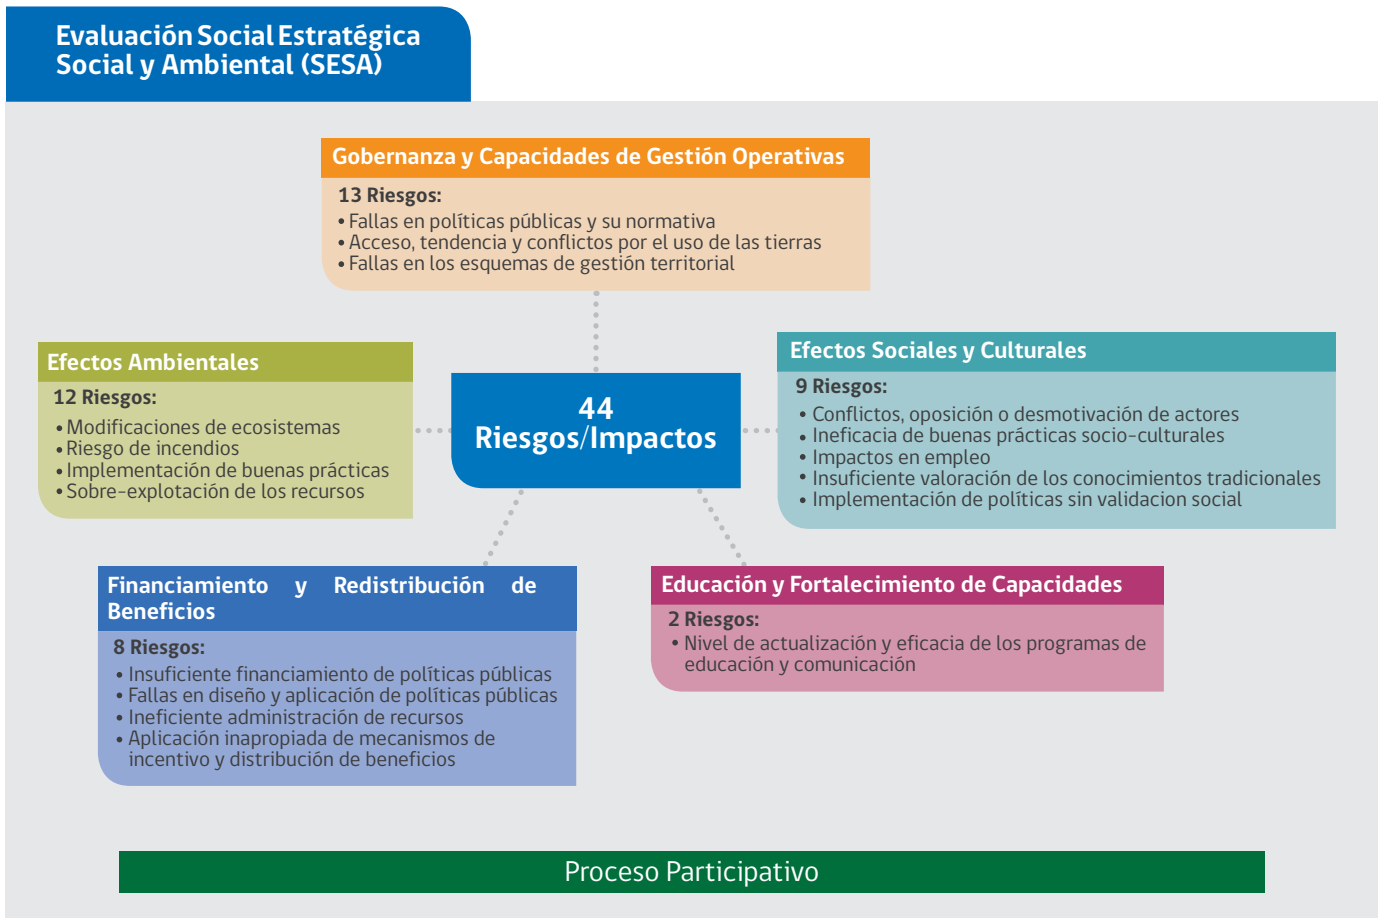 Evaluación Social Estratégica
Social y Ambiental (SESA)
Gobernanza y Capacidades de Gestión Operativas
13 Riesgos:
• Fallas en políticas públicas y su normativa
• Acceso, tendencia y conflictos por el uso de las tierras
• Fallas en los esquemas de gestión territorial
Efectos Ambientales
12 Riesgos:
• Modificaciones de ecosistemas
• Riesgo de incendios
• Implementación de buenas prácticas
• Sobre-explotación de los recursos
44
Riesgos/Impactos
Efectos Sociales y Culturales
9 Riesgos:
• Conflictos, oposición o desmotivación de actores
• Ineficacia de buenas prácticas socio-culturales
• Impactos en empleo
• Insuficiente valoración de los conocimientos tradicionales
• Implementación de políticas sin validacion social
Financiamiento y Redistribución de
Beneficios
8 Riesgos:
• Insuficiente financiamiento de políticas públicas
• Fallas en diseño y aplicación de políticas públicas
• Ineficiente administración de recursos
• Aplicación inapropiada de mecanismos de
incentivo y distribución de beneficios
Educación y Fortalecimiento de Capacidades
2 Riesgos:
• Nivel de actualización y eficacia de los programas de
educación y comunicación
Proceso Participativo